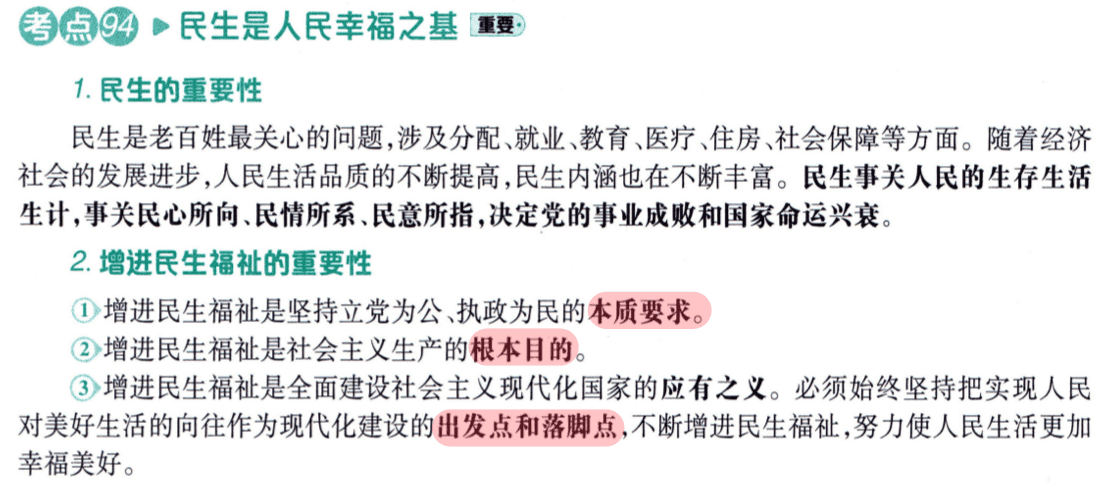 考点94 ▶ 民生是人民幸福之基 重要
1. 民生的重要性
民生是老百姓最关心的问题,涉及分配、就业、教育、医疗、住房、社会保障等方面。随着经济
社会的发展进步,人民生活品质的不断提高,民生内涵也在不断丰富。民生事关人民的生存生活
生计,事关民心所向、民情所系、民意所指,决定党的事业成败和国家命运兴衰。
2. 增进民生福祉的重要性
①增进民生福祉是坚持立党为公、执政为民的本质要求。
②增进民生福祉是社会主义生产的根本目的。
③增进民生福祉是全面建设社会主义现代化国家的应有之义。必须始终坚持把实现人民
对美好生活的向往作为现代化建设的出发点和落脚点,不断增进民生福祉,努力使人民生活更加
幸福美好。